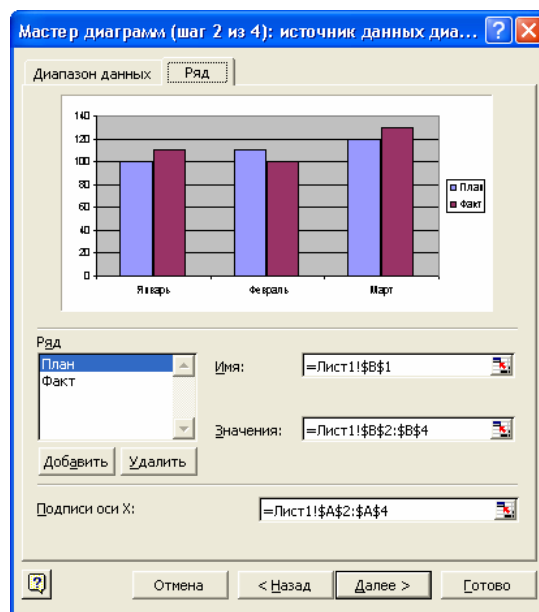 Мастер диаграмм (шаг 2 из 4): источник данных диа...
Диапазон данных
Ряд
140
120
100
80
60
40
20
0
Январь
Февраль
Март
План
Факт
Ряд
План
Факт
Имя:
=Лист1!$B$1
Значения:
=Лист1!$B$2:$B$4
Добавить
Удалить
Подписи оси X:
=Лист1!$A$2:$A$4
Отмена
< Назад
Далее >
Готово